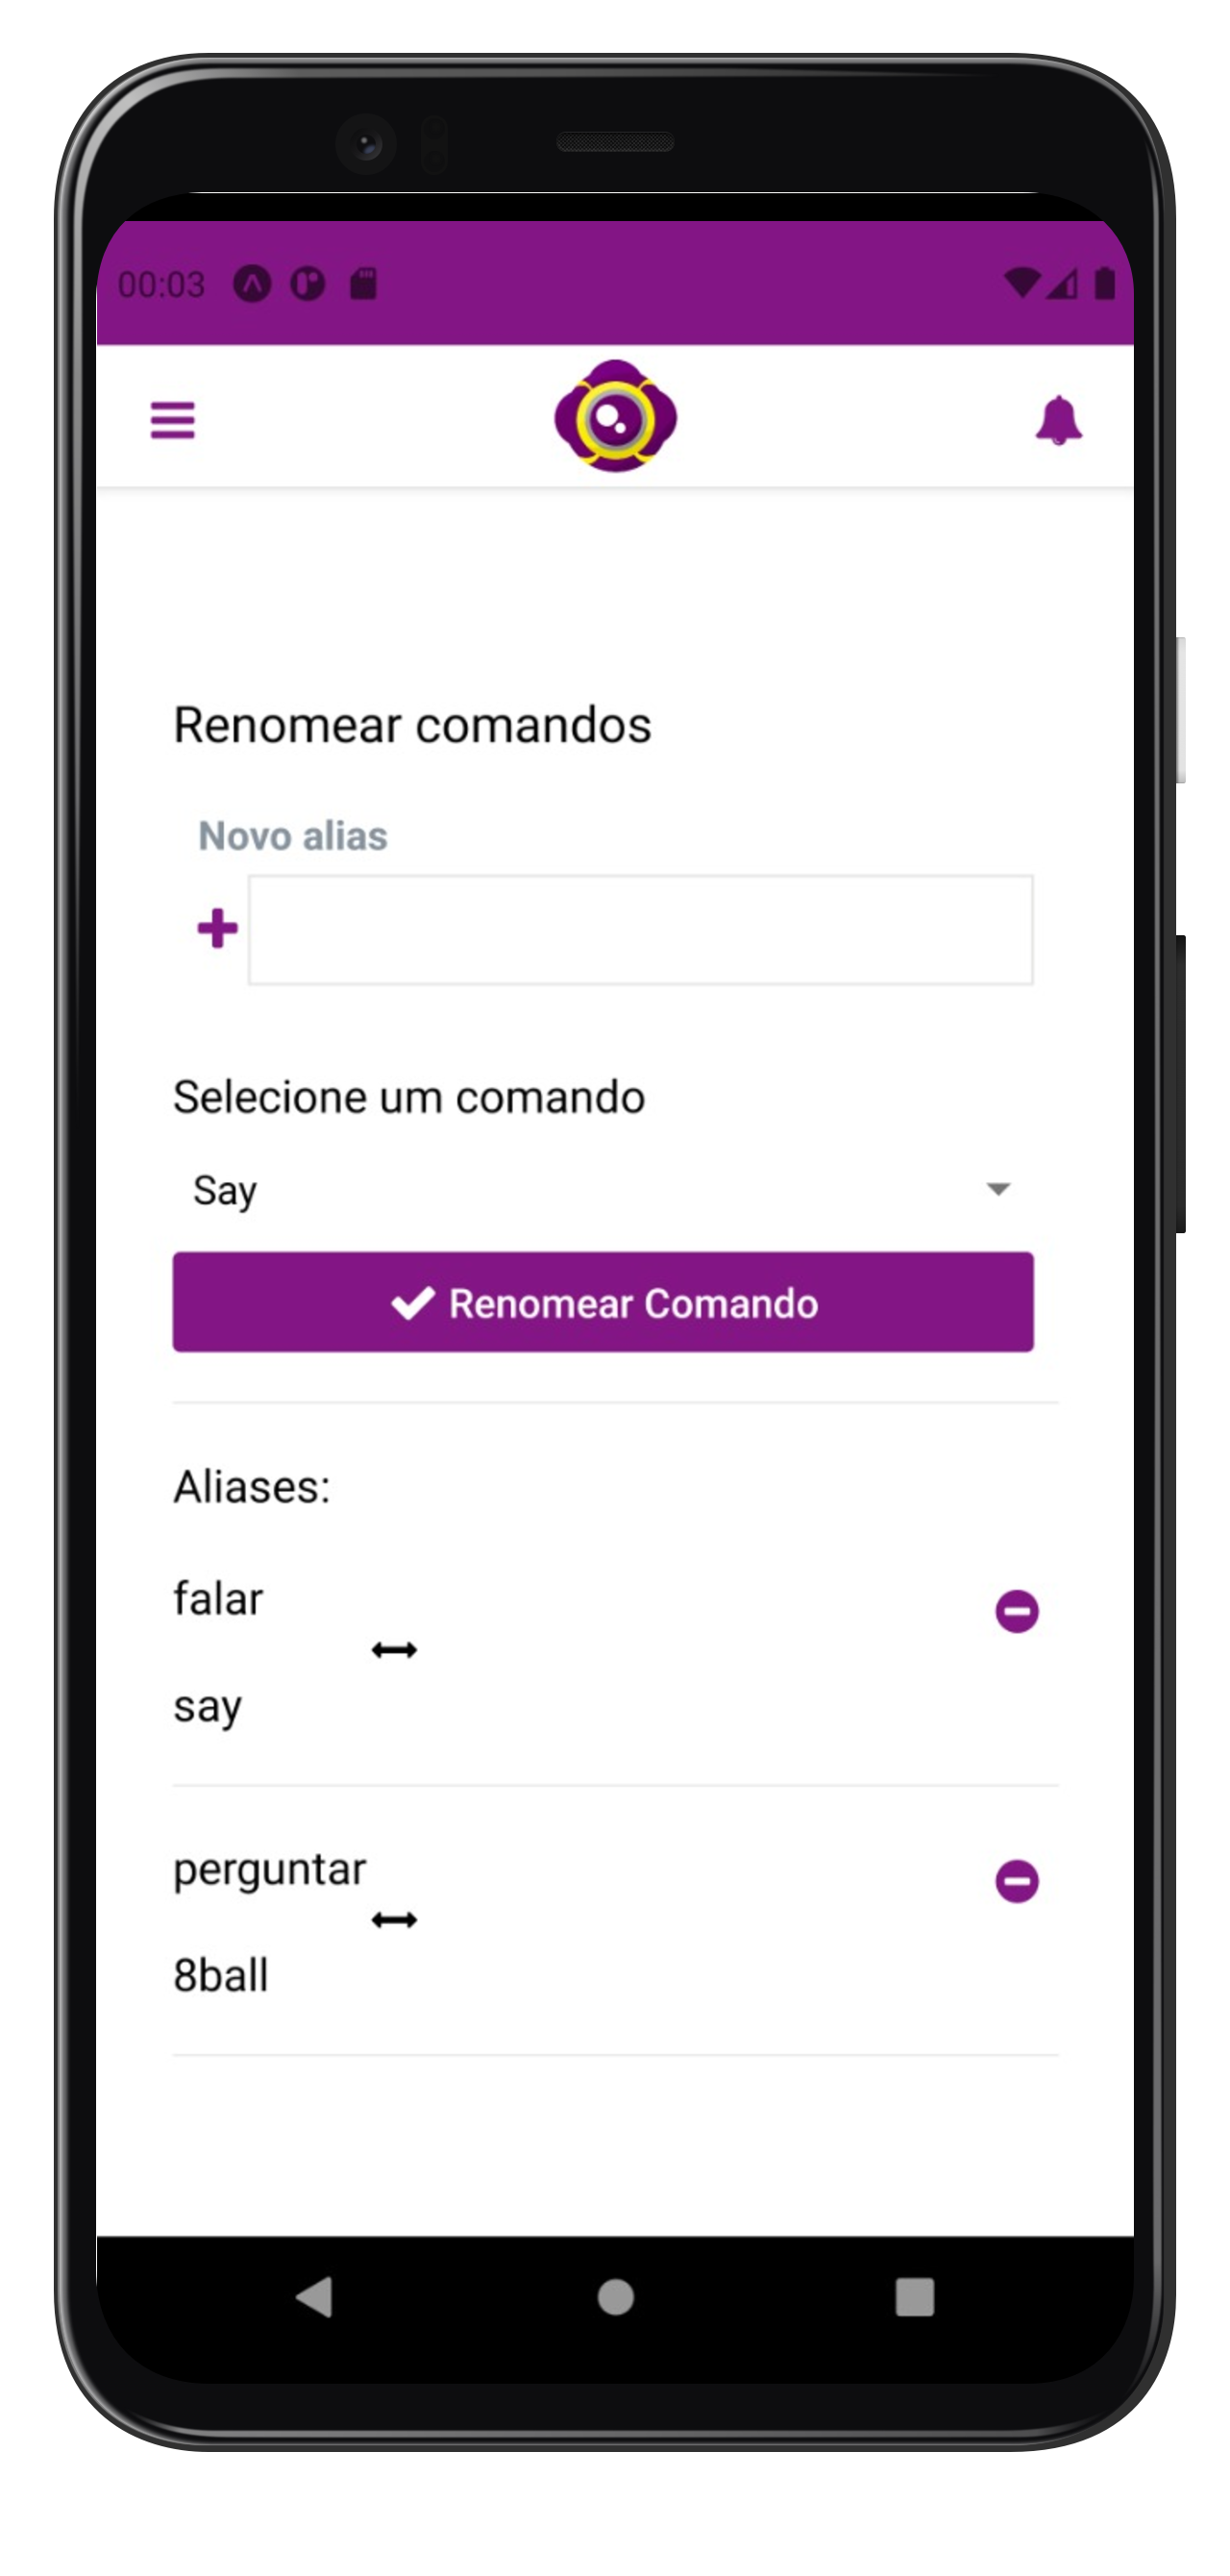 00:03
Renomear comandos
Novo alias
Selecione um comando
Say
Renomear Comando
Aliases:
falar
say
perguntar
8ball